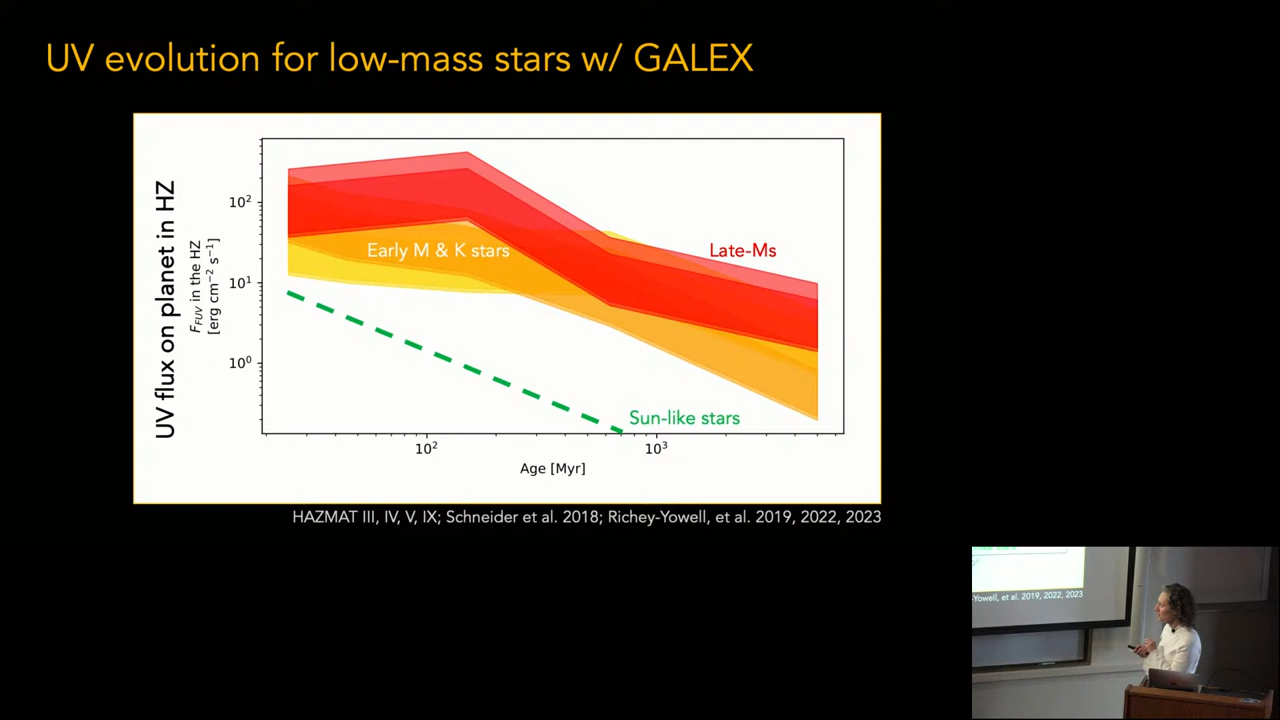 UV evolution for low-mass stars w/ GALEX
UV flux on planet in HZ
F_FUV in the HZ
[erg cm⁻² s⁻¹]
10²
10¹
10⁰
Early M & K stars
Late-Ms
Sun-like stars
10²
10³
Age [Myr]
HAZMAT III, IV, V, IX; Schneider et al. 2018; Richey-Yowell, et al. 2019, 2022, 2023
-Yowell, et al. 2019, 2022, 2023